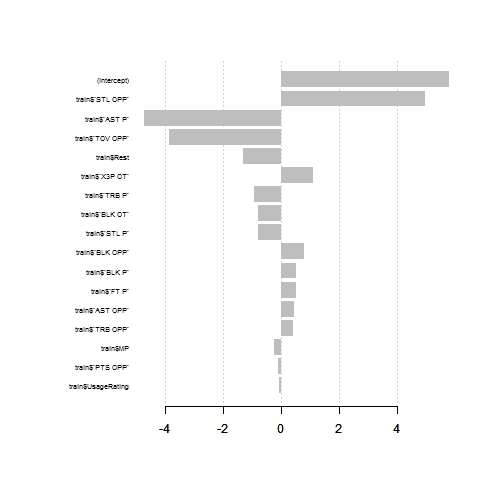 (Intercept)
train$`STL OPP`
train$`AST P`
train$`TOV OPP`
train$Rest
train$`X3P OT`
train$`TRB P`
train$`BLK OT`
train$`STL P`
train$`BLK OPP`
train$`BLK P`
train$`FT P`
train$`AST OPP`
train$`TRB OPP`
train$MP
train$`PTS OPP`
train$UsageRating
-4 -2 0 2 4